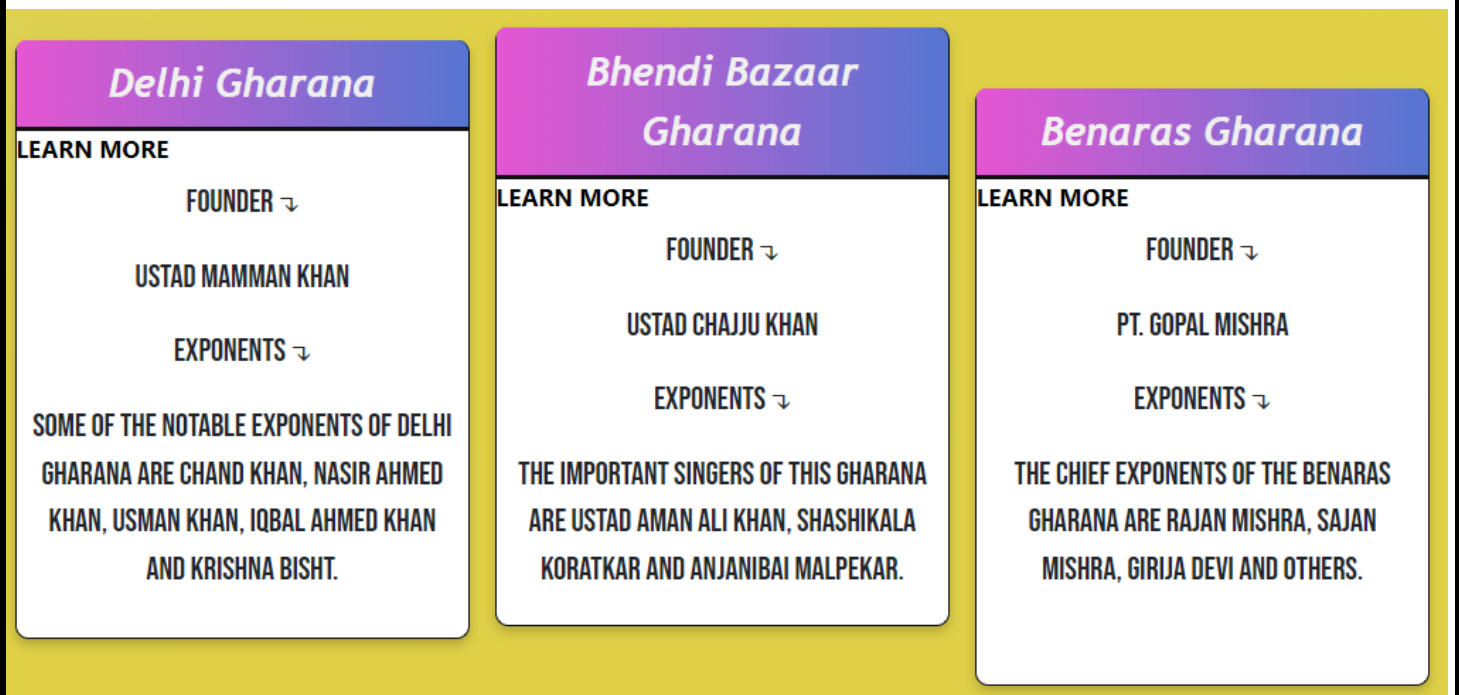 Delhi Gharana
LEARN MORE
FOUNDER ⤵
USTAD MAMMAN KHAN
EXPONENTS ⤵
SOME OF THE NOTABLE EXPONENTS OF DELHI
GHARANA ARE CHAND KHAN, NASIR AHMED
KHAN, USMAN KHAN, IQBAL AHMED KHAN
AND KRISHNA BISHT.
Bhendi Bazaar
Gharana
LEARN MORE
FOUNDER ⤵
USTAD CHAJJU KHAN
EXPONENTS ⤵
THE IMPORTANT SINGERS OF THIS GHARANA
ARE USTAD AMAN ALI KHAN, SHASHIKALA
KORATKAR AND ANJANIBAI MALPEKAR.
Benaras Gharana
LEARN MORE
FOUNDER ⤵
PT. GOPAL MISHRA
EXPONENTS ⤵
THE CHIEF EXPONENTS OF THE BENARAS
GHARANA ARE RAJAN MISHRA, SAJAN
MISHRA, GIRIJA DEVI AND OTHERS.